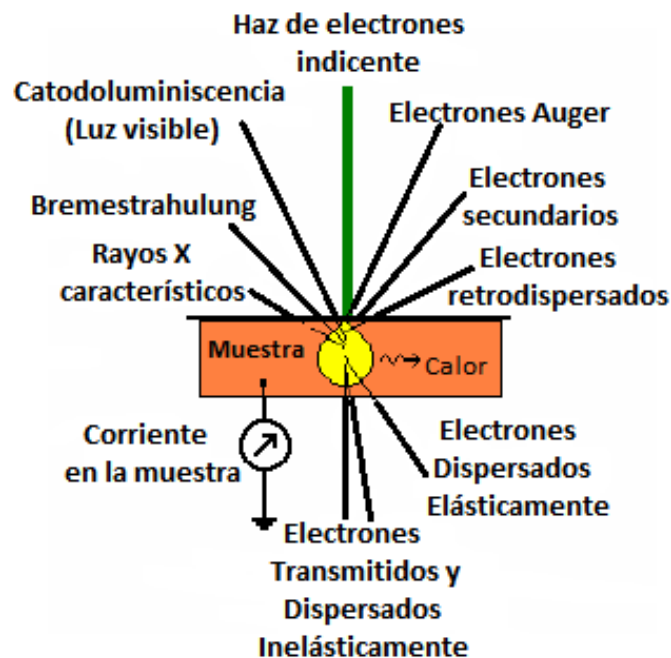 Haz de electrones
indicente
Catodoluminiscencia
(Luz visible)
Electrones Auger
Bremestrahulung
Electrones
secundarios
Rayos X
característicos
Electrones
retrodispersados
Muestra
Calor
Corriente
en la muestra
Electrones
Dispersados
Elásticamente
Electrones
Transmitidos y
Dispersados
Inelásticamente